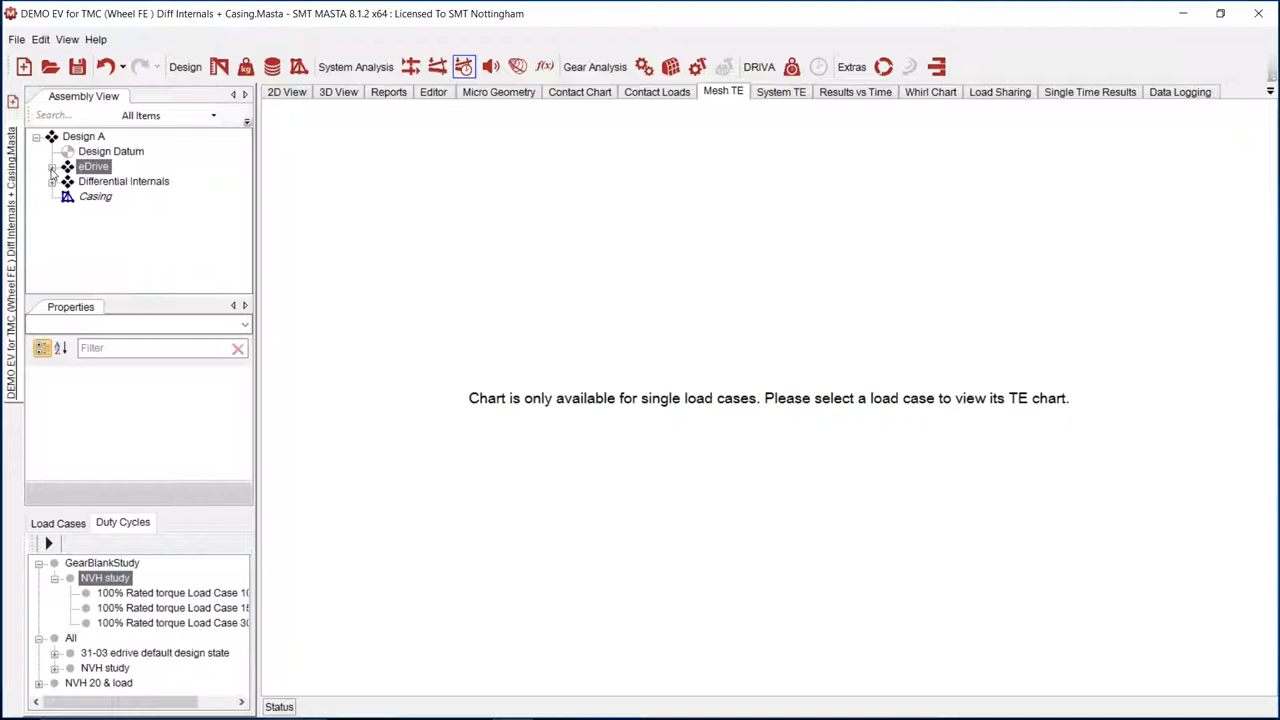 DEMO EV for TMC (Wheel FE ) Diff Internals + Casing.Masta - SMT MASTA 8.1.2 x64 : Licensed To SMT Nottingham
File Edit View Help
Design System Analysis f(x) Gear Analysis DRIVA Extras
Assembly View
2D View 3D View Reports Editor Micro Geometry Contact Chart Contact Loads Mesh TE System TE Results vs Time Whirl Chart Load Sharing Single Time Results Data Logging
Search... All Items
DEMO EV for TMC (Wheel FE ) Diff Internals + Casing.Masta
Design A
Design Datum
eDrive
Differential Internals
Casing
Properties
Filter
Chart is only available for single load cases. Please select a load case to view its TE chart.
Load Cases Duty Cycles
GearBlankStudy
NVH study
100% Rated torque Load Case 10
100% Rated torque Load Case 15
100% Rated torque Load Case 30
All
31-03 edrive default design state
NVH study
NVH 20 & load
Status